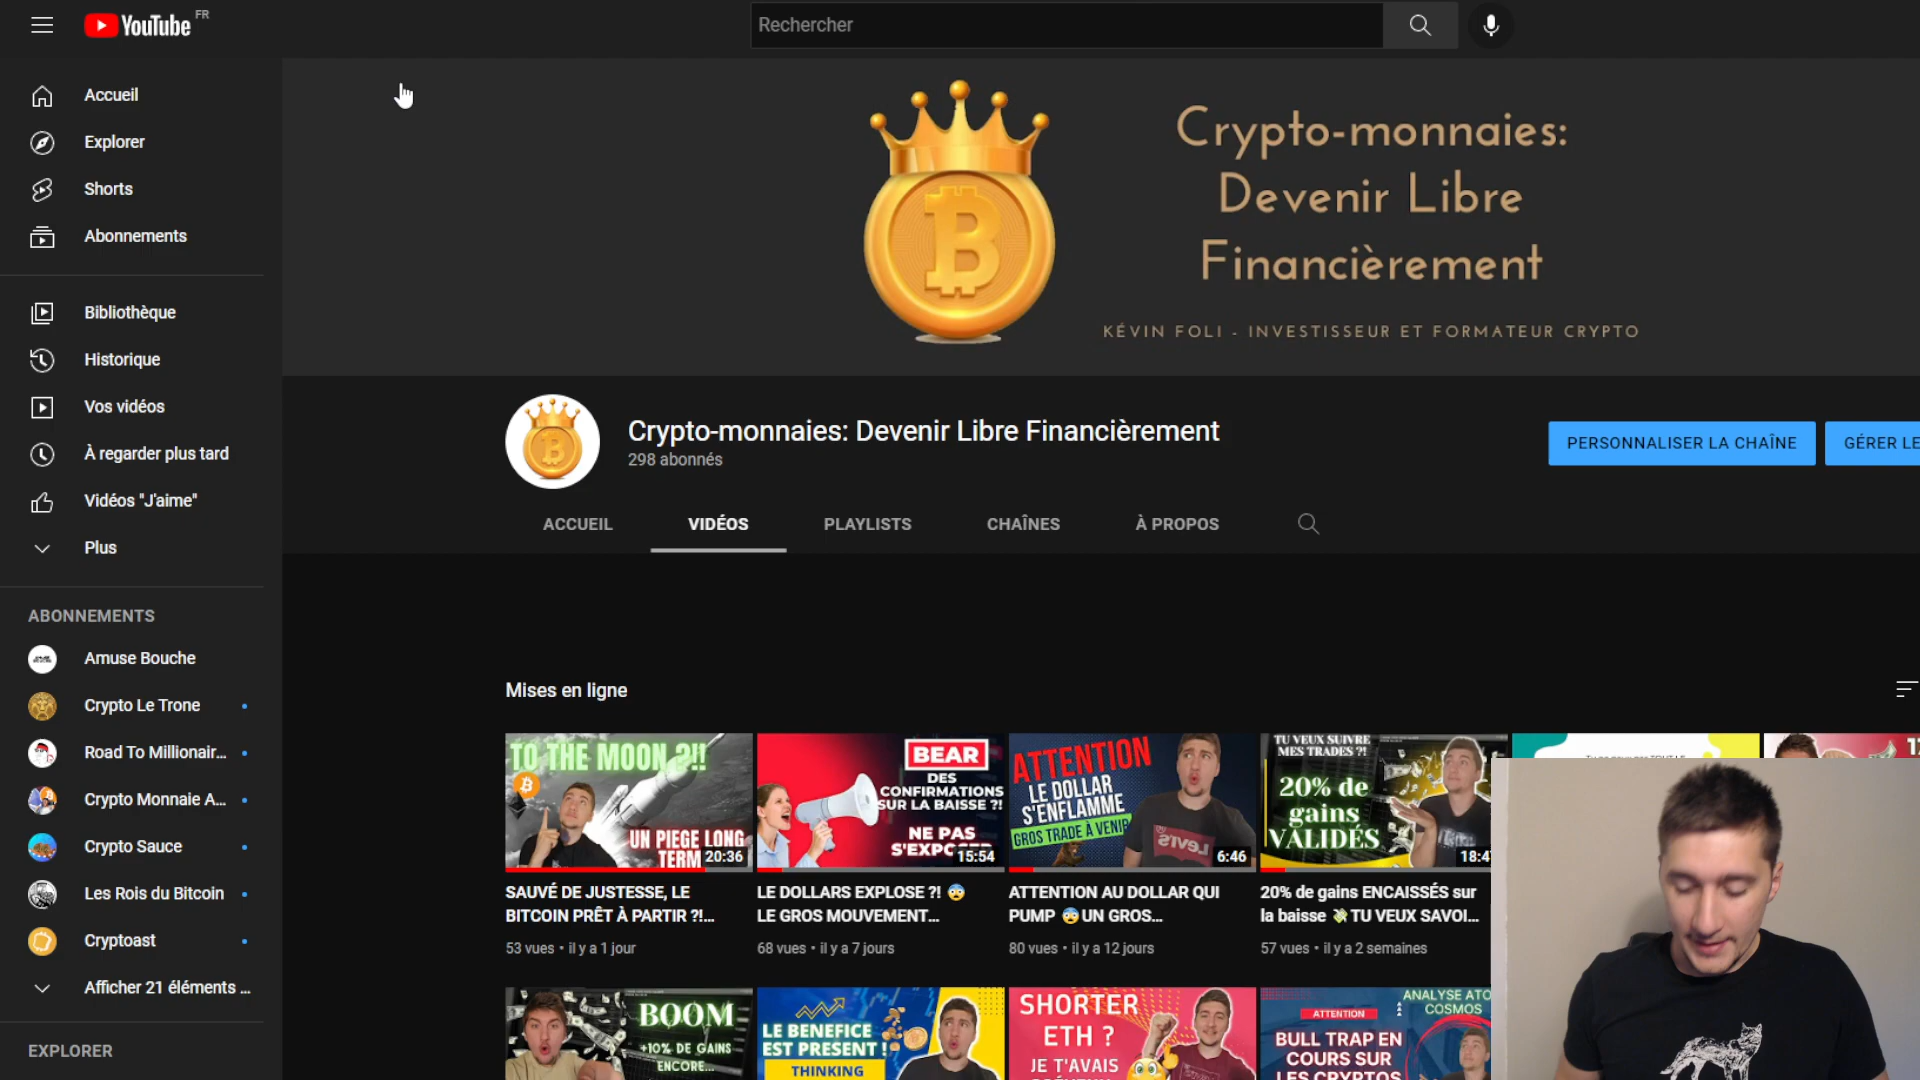 YouTube FR
Rechercher
Accueil
Explorer
Shorts
Abonnements
Bibliothèque
Historique
Vos vidéos
À regarder plus tard
Vidéos "J'aime"
Plus
ABONNEMENTS
Amuse Bouche
Crypto Le Trone
Road To Millionair...
Crypto Monnaie A...
Crypto Sauce
Les Rois du Bitcoin
Cryptoast
Afficher 21 éléments ...
EXPLORER
Crypto-monnaies:
Devenir Libre
Financièrement
KÉVIN FOLI - INVESTISSEUR ET FORMATEUR CRYPTO
Crypto-monnaies: Devenir Libre Financièrement
298 abonnés
PERSONNALISER LA CHAÎNE
GÉRER LE
ACCUEIL
VIDÉOS
PLAYLISTS
CHAÎNES
À PROPOS
Mises en ligne
TO THE MOON ?!!
UN PIEGE LONG
TERM
20:36
SAUVÉ DE JUSTESSE, LE
BITCOIN PRÊT À PARTIR ?!...
53 vues • il y a 1 jour
BEAR
DES
CONFIRMATIONS
SUR LA BAISSE ?!
NE PAS
15:54
LE DOLLARS EXPLOSE ?! 😨
LE GROS MOUVEMENT...
68 vues • il y a 7 jours
ATTENTION
LE DOLLAR
S'ENFLAMME
GROS TRADE À VENIR
6:46
ATTENTION AU DOLLAR QUI
PUMP 😨 UN GROS...
80 vues • il y a 12 jours
TU VEUX SUIVRE
MES TRADES ?!
20% de
gains
VALIDÉS
18:4
20% de gains ENCAISSÉS sur
la baisse 💸 TU VEUX SAVOI...
57 vues • il y a 2 semaines
BOOM
+10% DE GAINS
ENCORE...
LE BENEFICE
EST PRESENT !
THINKING
SHORTER
ETH ?
JE T'AVAIS
ANALYSE ATO
COSMOS
ATTENTION
BULL TRAP EN
COURS SUR
LES CRYPTOS